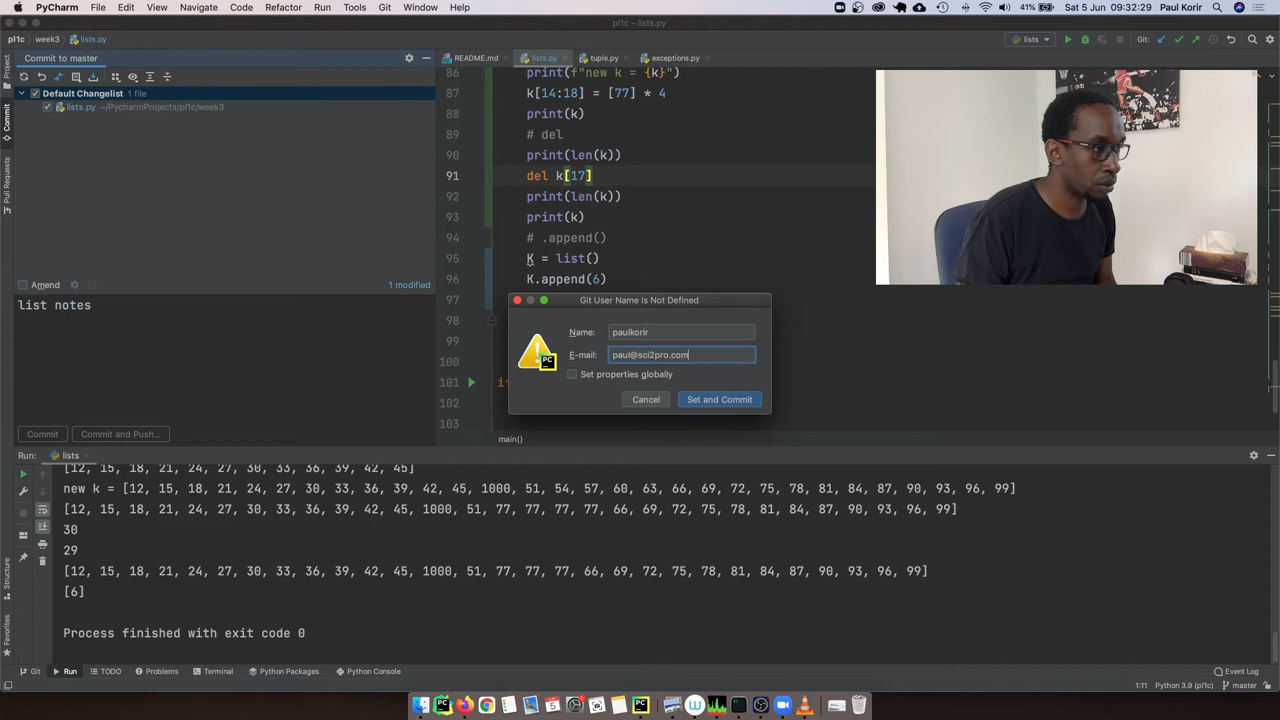 PyCharm File Edit View Navigate Code Refactor Run Tools Git Window Help
41% Sat 5 Jun 09:32:29 Paul Korir
pl1c – lists.py
pl1c week3 lists.py
lists
Git:
Commit to master
README.md lists.py tuple.py exceptions.py
Project
Commit
Pull Requests
Structure
Favorites
Default Changelist 1 file
lists.py ~/PycharmProjects/pl1c/week3
Amend
1 modified
list notes
Commit
Commit and Push...
86 print(f"new k = {k}")
87 k[14:18] = [77] * 4
88 print(k)
89 # del
90 print(len(k))
91 del k[17]
92 print(len(k))
93 print(k)
94 # .append()
95 K = list()
96 K.append(6)
97
98
100
101
102
103
main()
Git User Name Is Not Defined
Name: paulkorir
E-mail: paul@sci2pro.com
Set properties globally
Cancel
Set and Commit
Run: lists
[12, 15, 18, 21, 24, 27, 30, 33, 36, 39, 42, 45]
new k = [12, 15, 18, 21, 24, 27, 30, 33, 36, 39, 42, 45, 1000, 51, 54, 57, 60, 63, 66, 69, 72, 75, 78, 81, 84, 87, 90, 93, 96, 99]
[12, 15, 18, 21, 24, 27, 30, 33, 36, 39, 42, 45, 1000, 51, 77, 77, 77, 77, 66, 69, 72, 75, 78, 81, 84, 87, 90, 93, 96, 99]
30
29
[12, 15, 18, 21, 24, 27, 30, 33, 36, 39, 42, 45, 1000, 51, 77, 77, 77, 66, 69, 72, 75, 78, 81, 84, 87, 90, 93, 96, 99]
[6]
Process finished with exit code 0
Git Run TODO Problems Terminal Python Packages Python Console
Event Log
1:11 Python 3.9 (pl1c) master